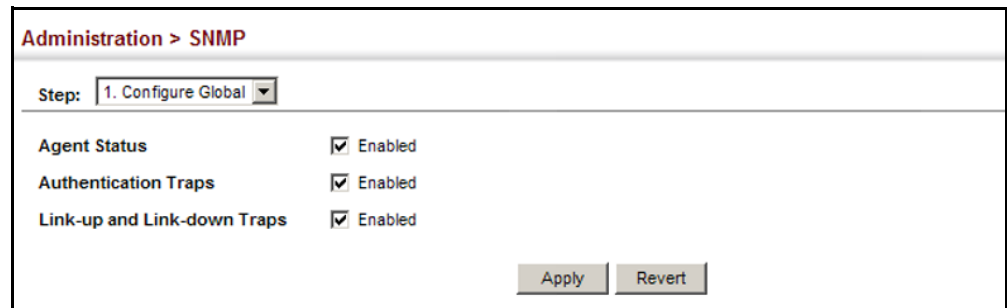 Administration > SNMP
Step: 1. Configure Global
Agent Status Enabled
Authentication Traps Enabled
Link-up and Link-down Traps Enabled
Apply Revert